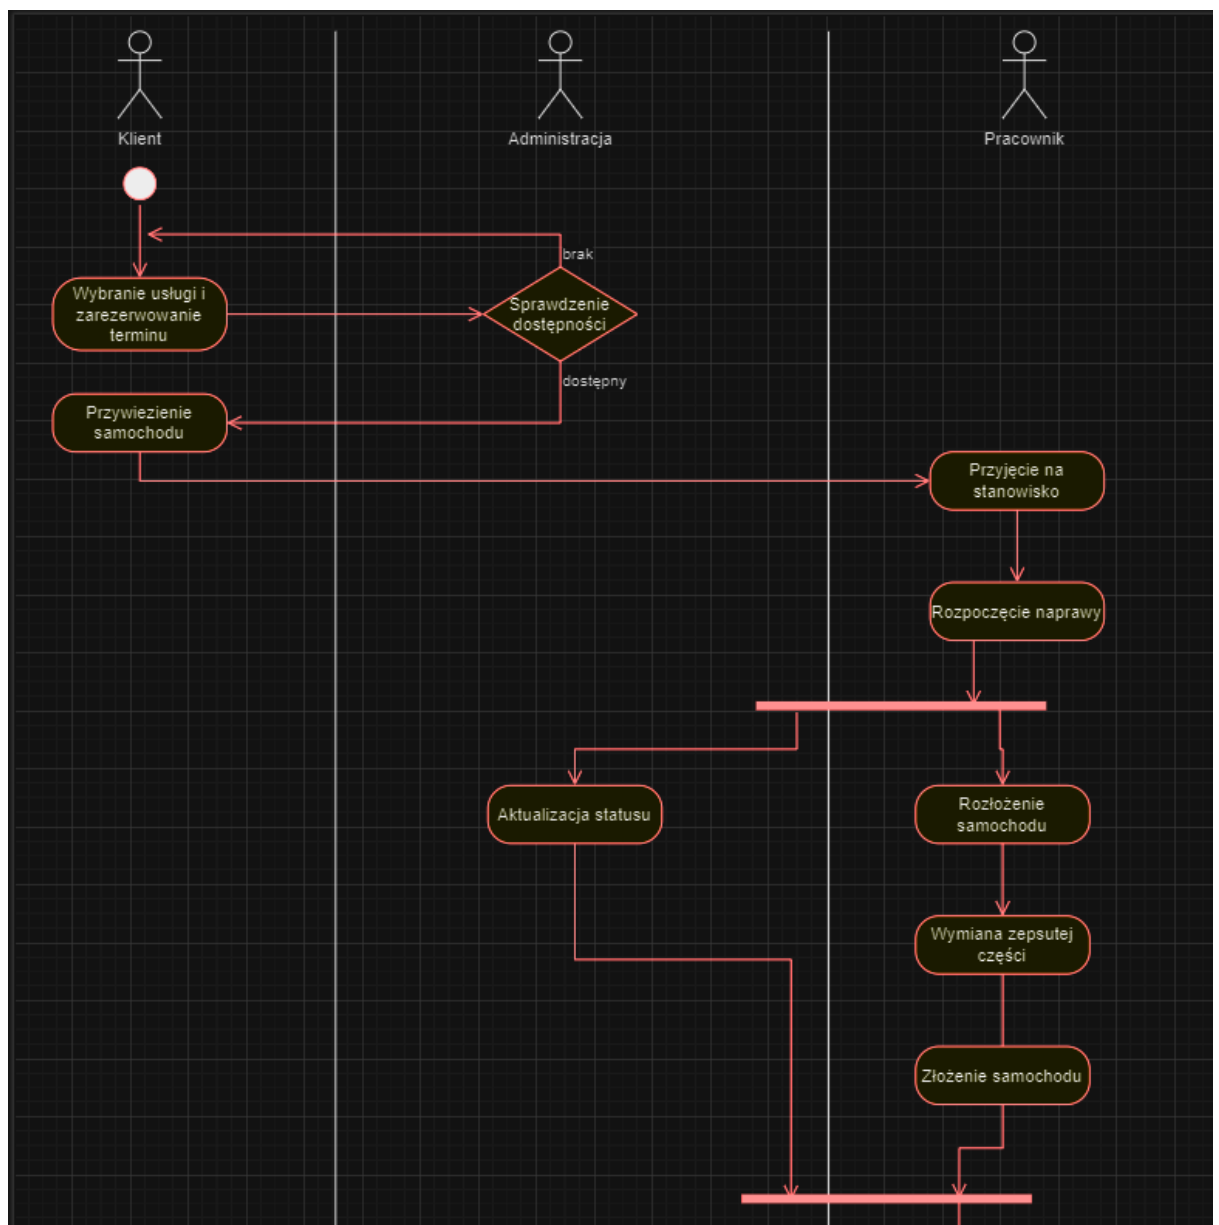 Klient
Administracja
Pracownik
brak
Wybranie usługi i
zarezerwowanie
terminu
Sprawdzenie
dostępności
dostępny
Przywiezienie
samochodu
Przyjęcie na
stanowisko
Rozpoczęcie naprawy
Aktualizacja statusu
Rozłożenie
samochodu
Wymiana zepsutej
części
Złożenie samochodu